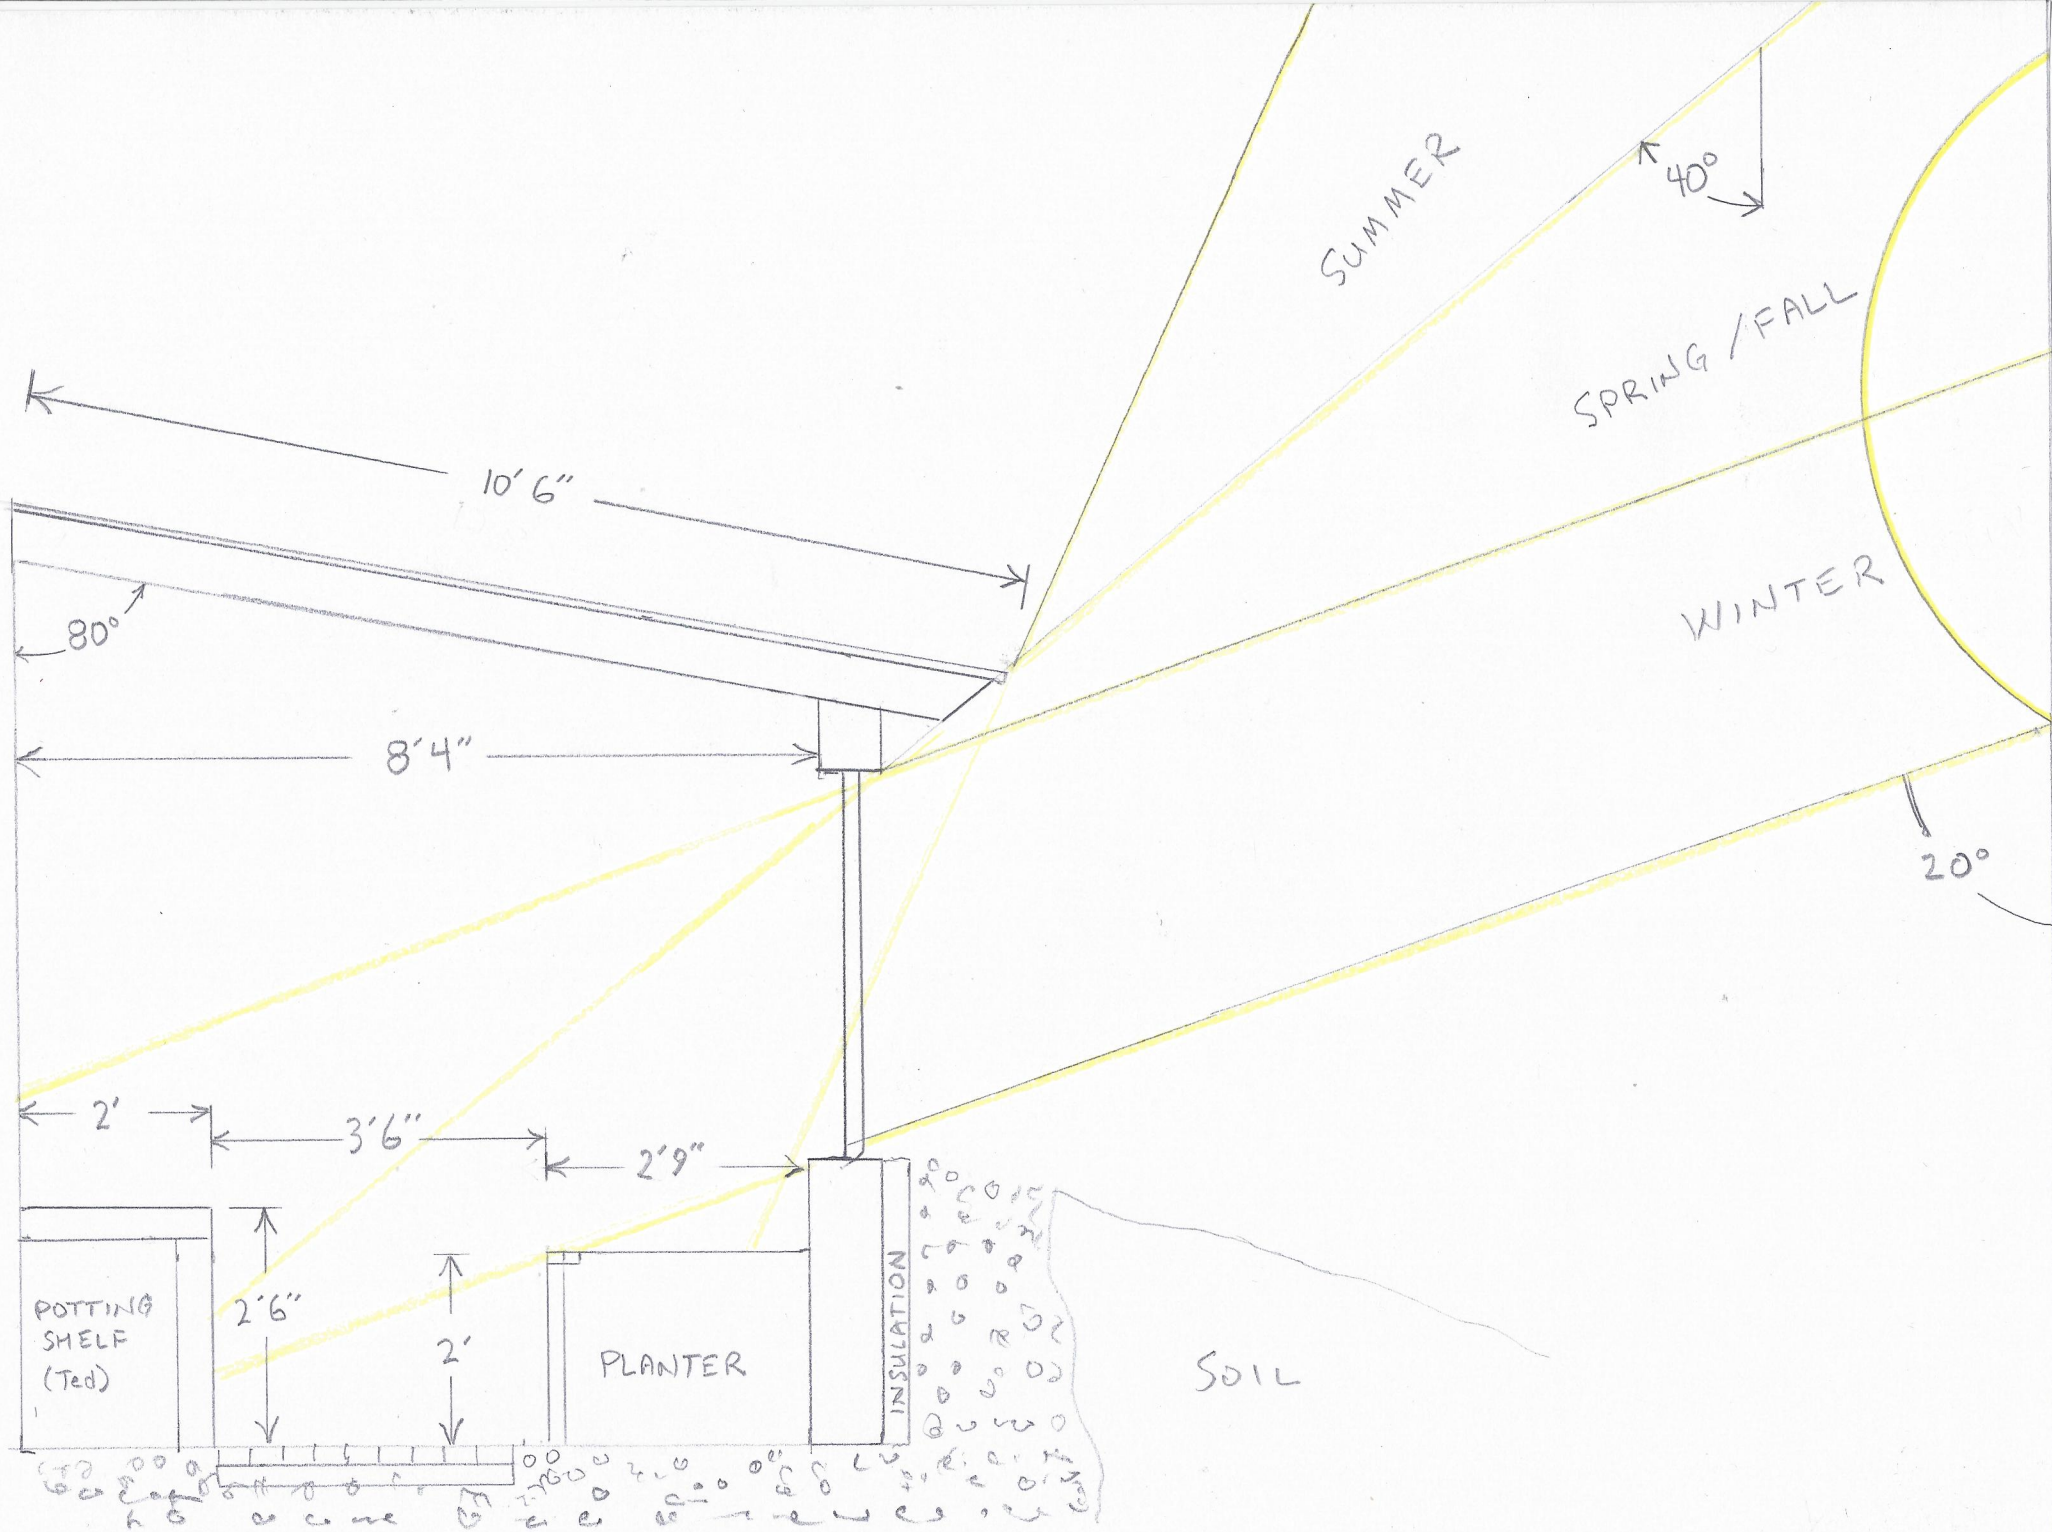 SUMMER
40°
SPRING/FALL
10'6"
WINTER
80°
8'4"
20°
2'
3'6"
2'9"
2'6"
2'
POTTING
SHELF
(Ted)
PLANTER
INSULATION
SOIL